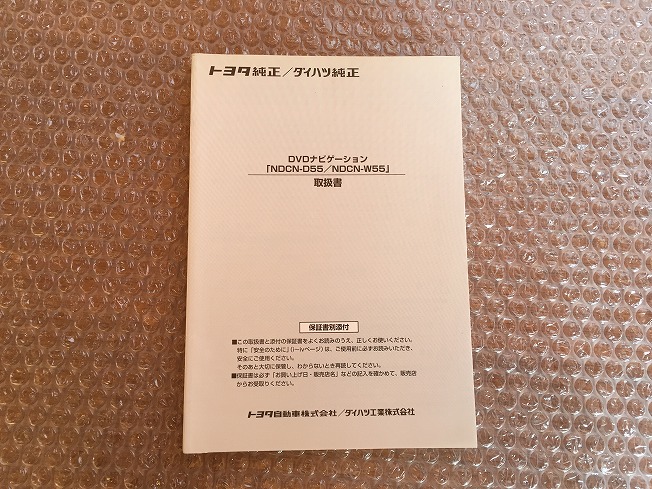 トヨタ純正／ダイハツ純正
DVDナビゲーション
「NDCN-D55／NDCN-W55」
取扱書
保証書別添付
■この取扱書と添付の保証書をよくお読みのうえ、正しくお使いください。
特に「安全のために」（i～ivページ）は、ご使用前に必ずお読みいただき、
安全にご使用ください。
そのあと大切に保管し、わからないとき再読してください。
■保証書は必ず「お買い上げ日・販売店名」などの記入を確かめて、販売店
からお受取りください。
トヨタ自動車株式会社／ダイハツ工業株式会社